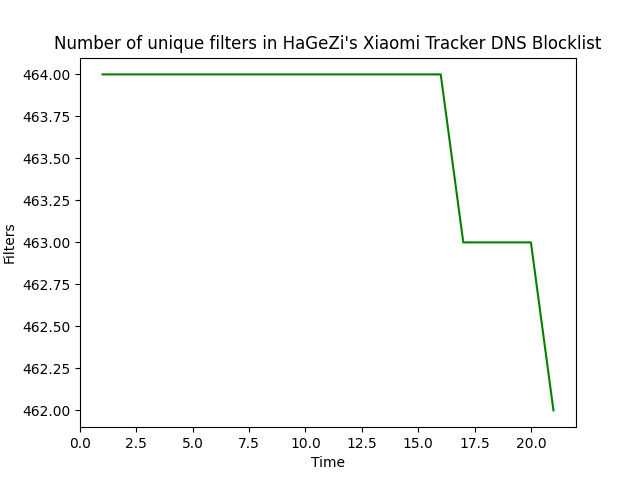 Number of unique filters in HaGeZi's Xiaomi Tracker DNS Blocklist
464.00
463.75
463.50
463.25
463.00
462.75
462.50
462.25
462.00
Filters
0.0 2.5 5.0 7.5 10.0 12.5 15.0 17.5 20.0
Time